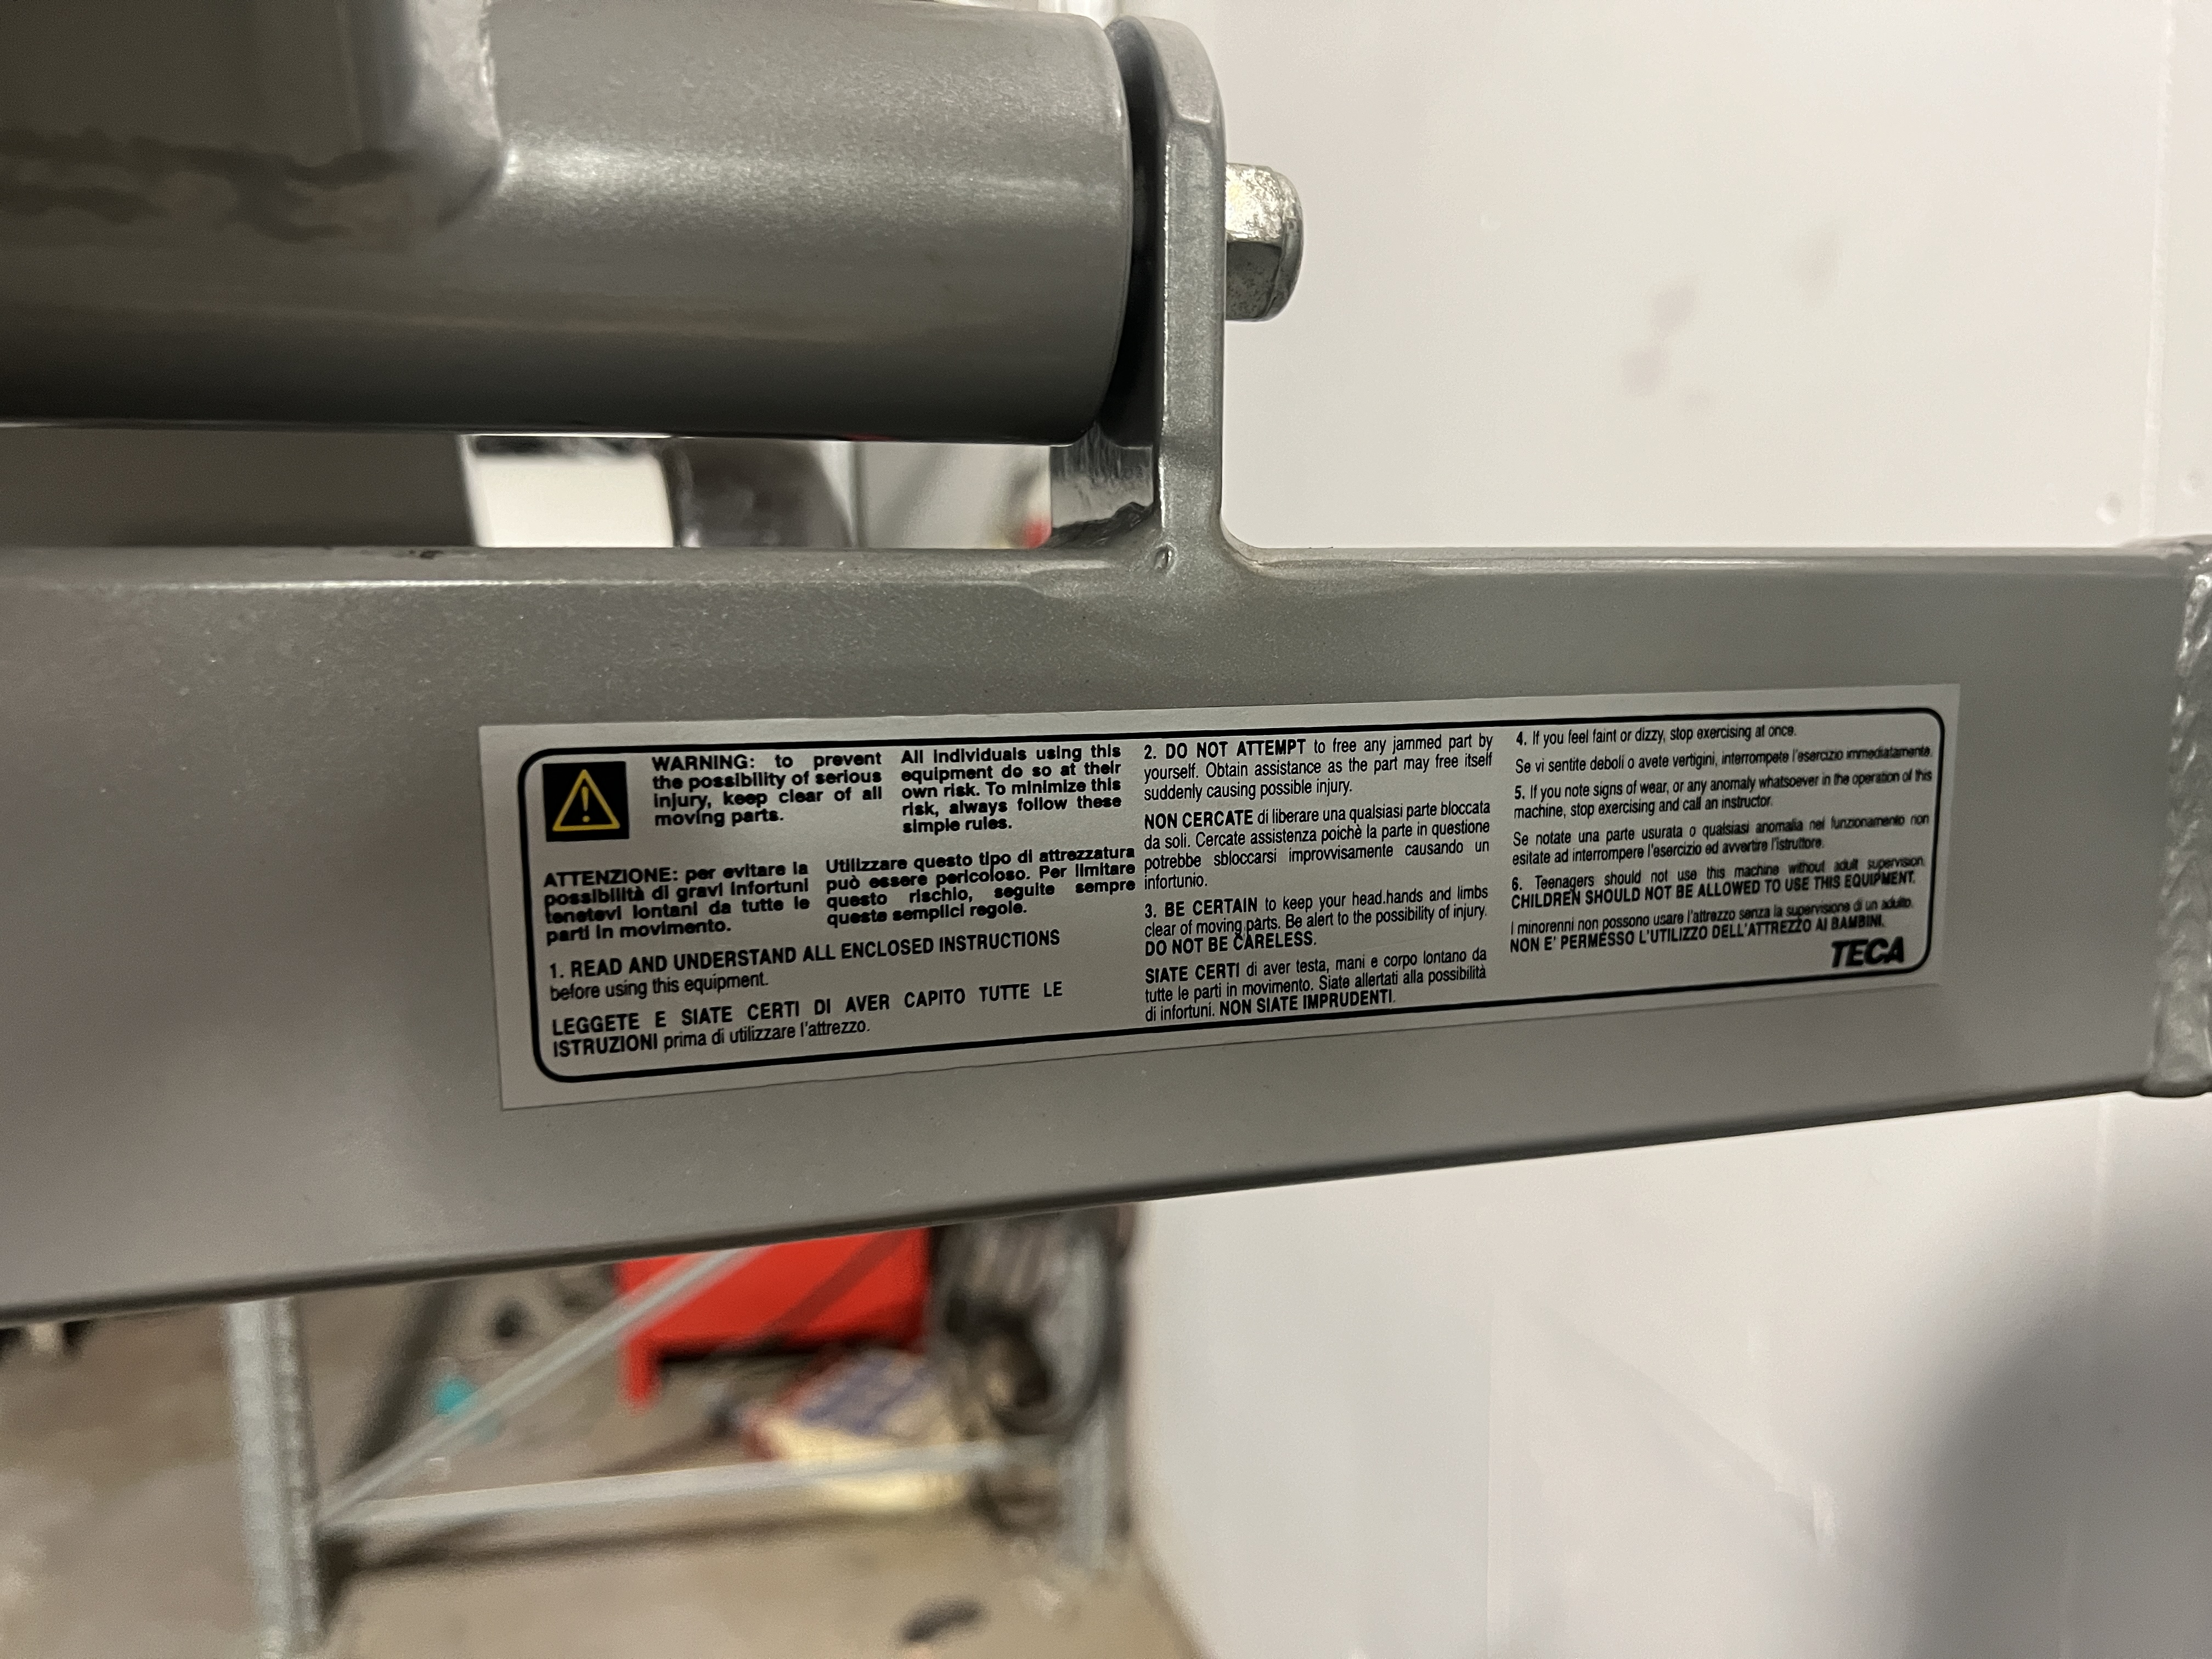 WARNING: to prevent
the possibility of serious
injury, keep clear of all
moving parts.
All individuals using this
equipment do so at their
own risk. To minimize this
risk, always follow these
simple rules.
ATTENZIONE: per evitare la
possibilità di gravi infortuni
tenetevi lontani da tutte le
parti in movimento.
Utilizzare questo tipo di attrezzatura
può essere pericoloso. Per limitare
questo rischio, seguite sempre
queste semplici regole.
1. READ AND UNDERSTAND ALL ENCLOSED INSTRUCTIONS
before using this equipment.
LEGGETE E SIATE CERTI DI AVER CAPITO TUTTE LE
ISTRUZIONI prima di utilizzare l'attrezzo.
2. DO NOT ATTEMPT to free any jammed part by
yourself. Obtain assistance as the part may free itself
suddenly causing possible injury.
NON CERCATE di liberare una qualsiasi parte bloccata
da soli. Cercate assistenza poichè la parte in questione
potrebbe sbloccarsi improvvisamente causando un
infortunio.
3. BE CERTAIN to keep your head.hands and limbs
clear of moving parts. Be alert to the possibility of injury.
DO NOT BE CARELESS.
SIATE CERTI di aver testa, mani e corpo lontano da
tutte le parti in movimento. Siate allertati alla possibilità
di infortuni. NON SIATE IMPRUDENTI.
4. If you feel faint or dizzy, stop exercising at once.
Se vi sentite deboli o avete vertigini, interrompete l'esercizio immediatamente.
5. If you note signs of wear, or any anomaly whatsoever in the operation of this
machine, stop exercising and call an instructor.
Se notate una parte usurata o qualsiasi anomalia nel funzionamento non
esitate ad interrompere l'esercizio ed avvertire l'istruttore.
6. Teenagers should not use this machine without adult supervision.
CHILDREN SHOULD NOT BE ALLOWED TO USE THIS EQUIPMENT.
I minorenni non possono usare l'attrezzo senza la supervisione di un adulto.
NON E' PERMESSO L'UTILIZZO DELL'ATTREZZO AI BAMBINI.
TECA